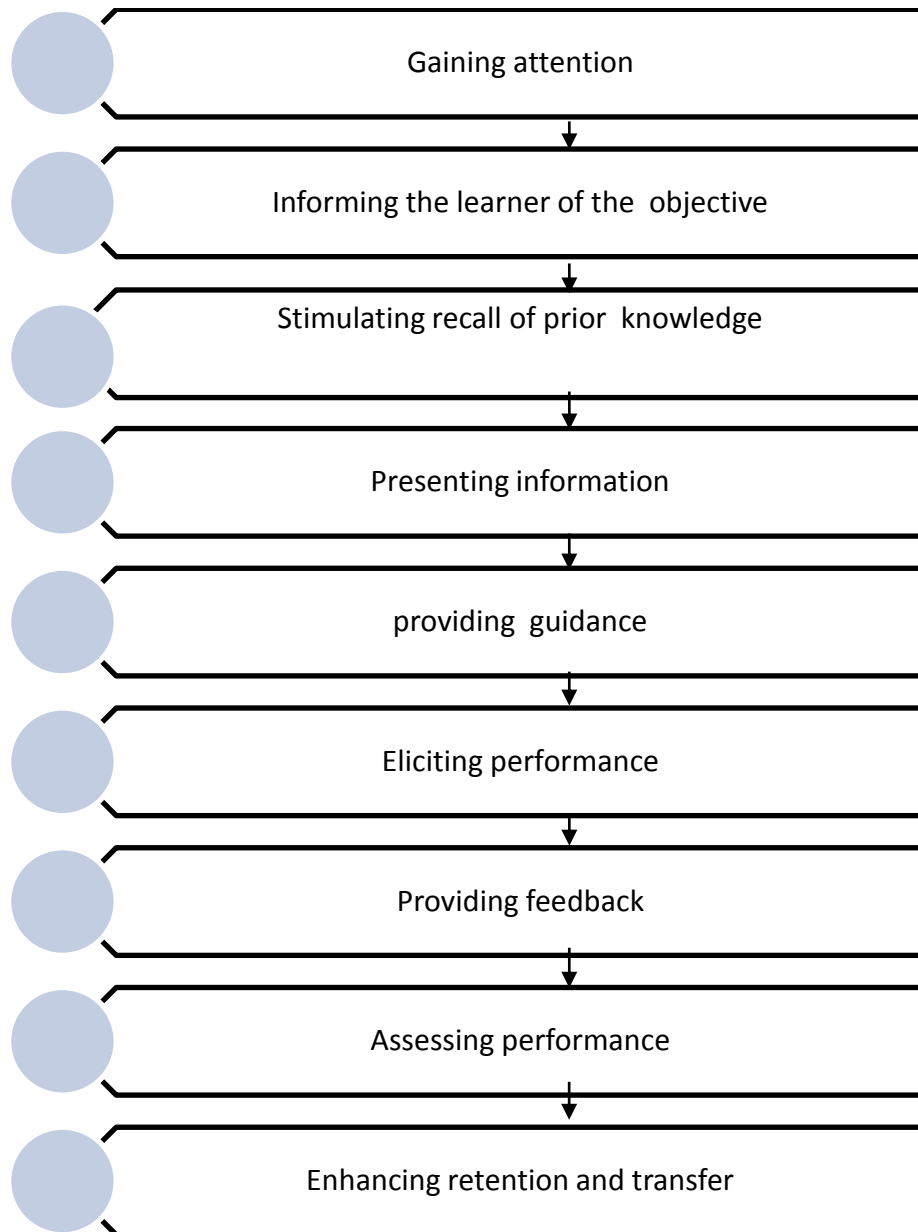 Gaining attention
Informing the learner of the  objective
Stimulating recall of prior  knowledge
Presenting information
providing  guidance
Eliciting performance
Providing feedback
Assessing performance
Enhancing retention and transfer